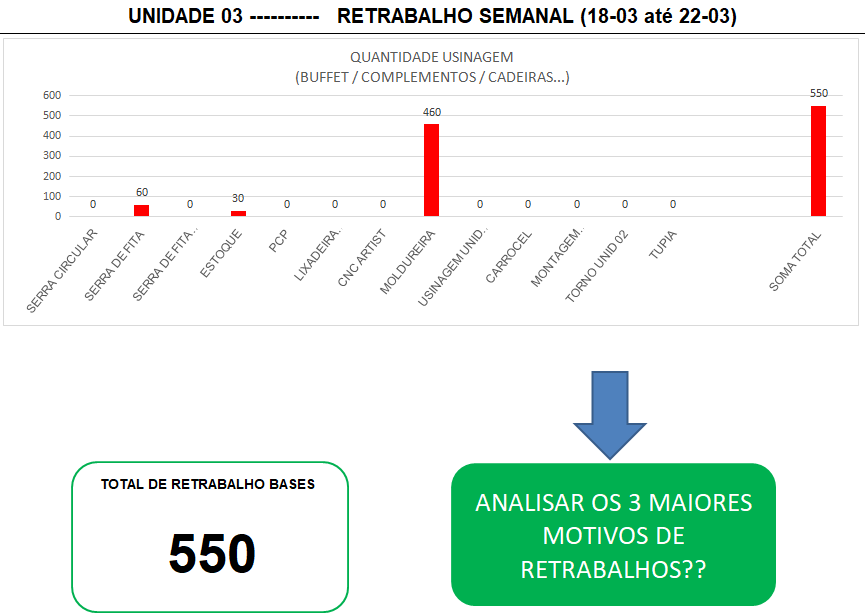 UNIDADE 03 ---------- RETRABALHO SEMANAL (18-03 até 22-03)
QUANTIDADE USINAGEM
(BUFFET / COMPLEMENTOS / CADEIRAS...)
600
500
400
300
200
100
0
0
60
0
30
0
0
0
460
0
0
0
0
0
550
SERRA CIRCULAR
SERRA DE FITA
SERRA DE FITA...
ESTOQUE
PCP
LIXADEIRA.
CNC ARTIST
MOLDUREIRA
USINAGEM UNID..
CARROCEL
MONTAGEM..
TORNO UNID 02
TUPIA
SOMA TOTAL
TOTAL DE RETRABALHO BASES
550
ANALISAR OS 3 MAIORES
MOTIVOS DE
RETRABALHOS??